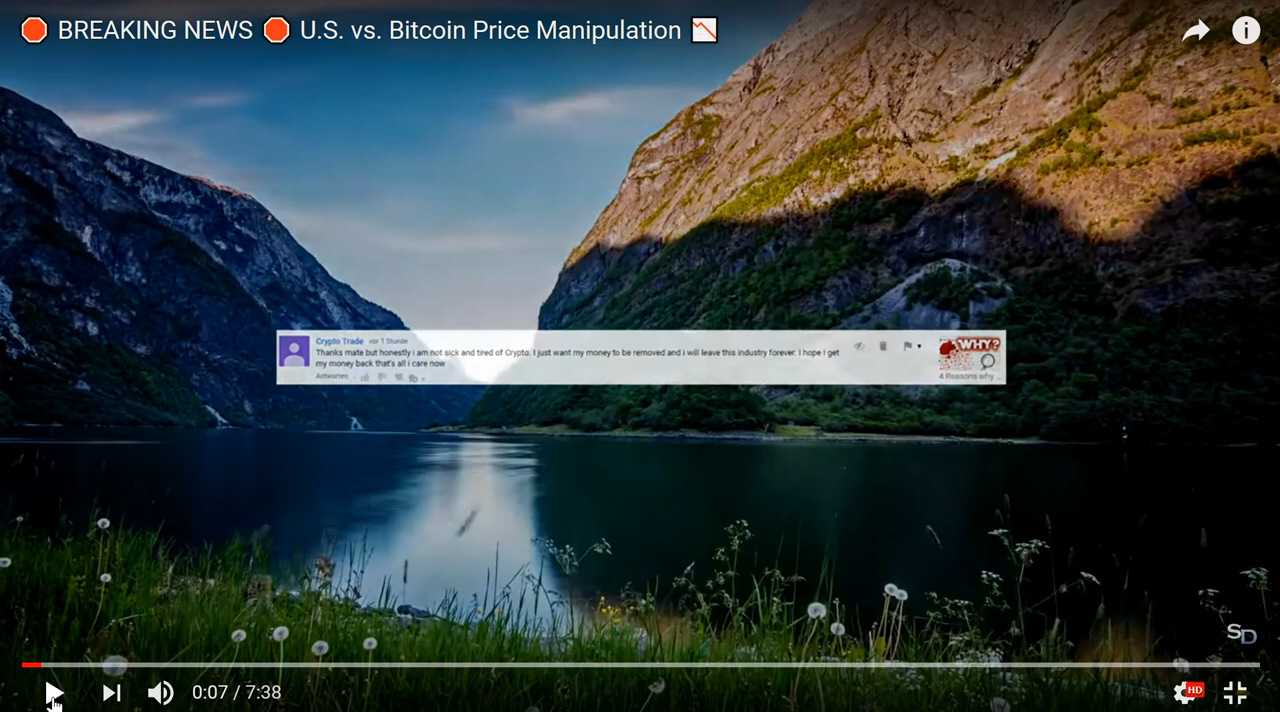 🛑 BREAKING NEWS 🛑 U.S. vs. Bitcoin Price Manipulation 📉
Crypto Trade vor 1 Stunde
Thanks mate but honestly i am not sick and tired of Crypto. I just want my money to be removed and i will leave this industry forever. I hope I get
my money back that's all i care now
Antworten
WHY?
4 Reasons why ...
SD
0:07 / 7:38
HD